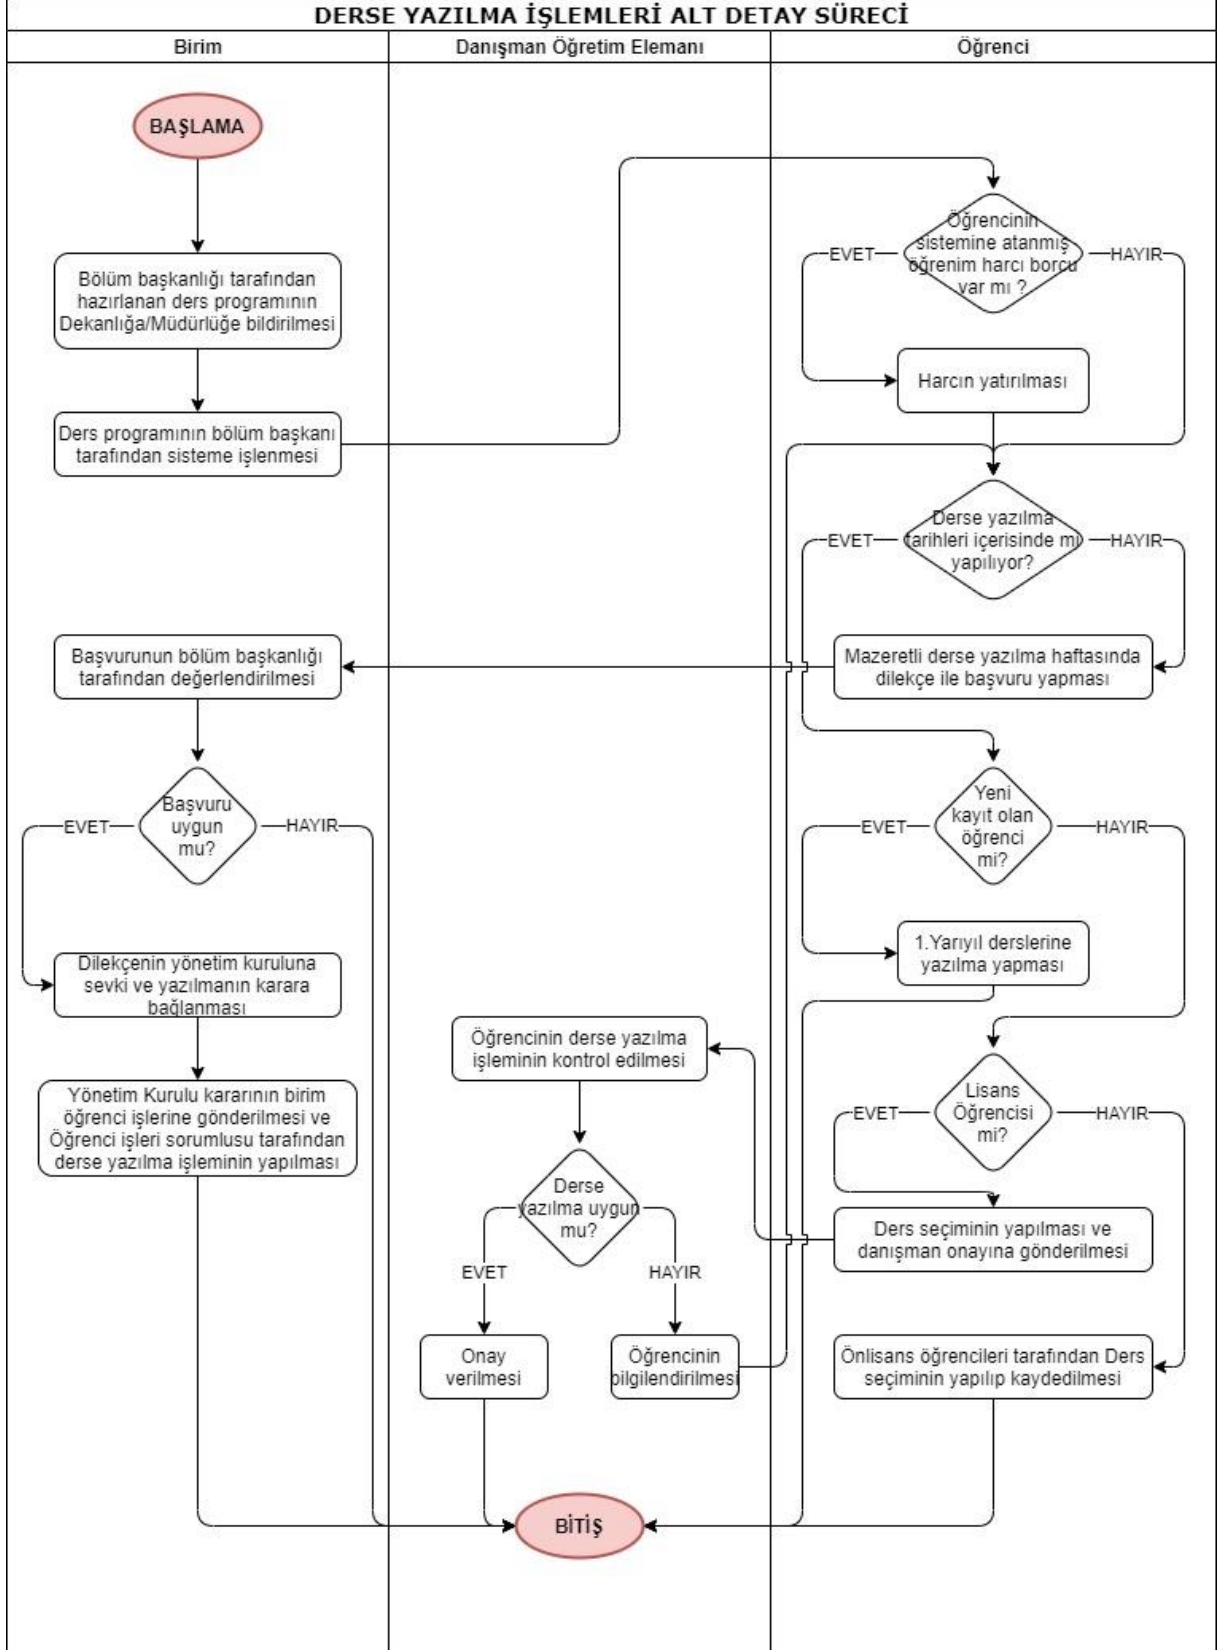 DERSE YAZILMA İŞLEMLERİ ALT DETAY SÜRECİ
Birim
Danışman Öğretim Elemanı
Öğrenci
BAŞLAMA
Bölüm başkanlığı tarafından
hazırlanan ders programının
Dekanlığa/Müdürlüğe bildirilmesi
Ders programının bölüm başkanı
tarafından sisteme işlenmesi
Öğrencinin
sistemine atanmış
öğrenim harcı borcu
var mı ?
EVET
HAYIR
Harcın yatırılması
Derse yazılma
tarihleri içerisinde mi
yapılıyor?
EVET
HAYIR
Mazeretli derse yazılma haftasında
dilekçe ile başvuru yapması
Başvurunun bölüm başkanlığı
tarafından değerlendirilmesi
Başvuru
uygun
mu?
EVET
HAYIR
Dilekçenin yönetim kuruluna
sevki ve yazılmanın karara
bağlanması
Yönetim Kurulu kararının birim
öğrenci işlerine gönderilmesi ve
Öğrenci işleri sorumlusu tarafından
derse yazılma işleminin yapılması
Yeni
kayıt olan
öğrenci
mi?
EVET
HAYIR
1.Yarıyıl derslerine
yazılma yapması
Lisans
Öğrencisi
mi?
EVET
HAYIR
Ders seçiminin yapılması ve
danışman onayına gönderilmesi
Önlisans öğrencileri tarafından Ders
seçiminin yapılıp kaydedilmesi
Öğrencinin derse yazılma
işleminin kontrol edilmesi
Derse
yazılma uygun
mu?
EVET
HAYIR
Onay
verilmesi
Öğrencinin
bilgilendirilmesi
BİTİŞ